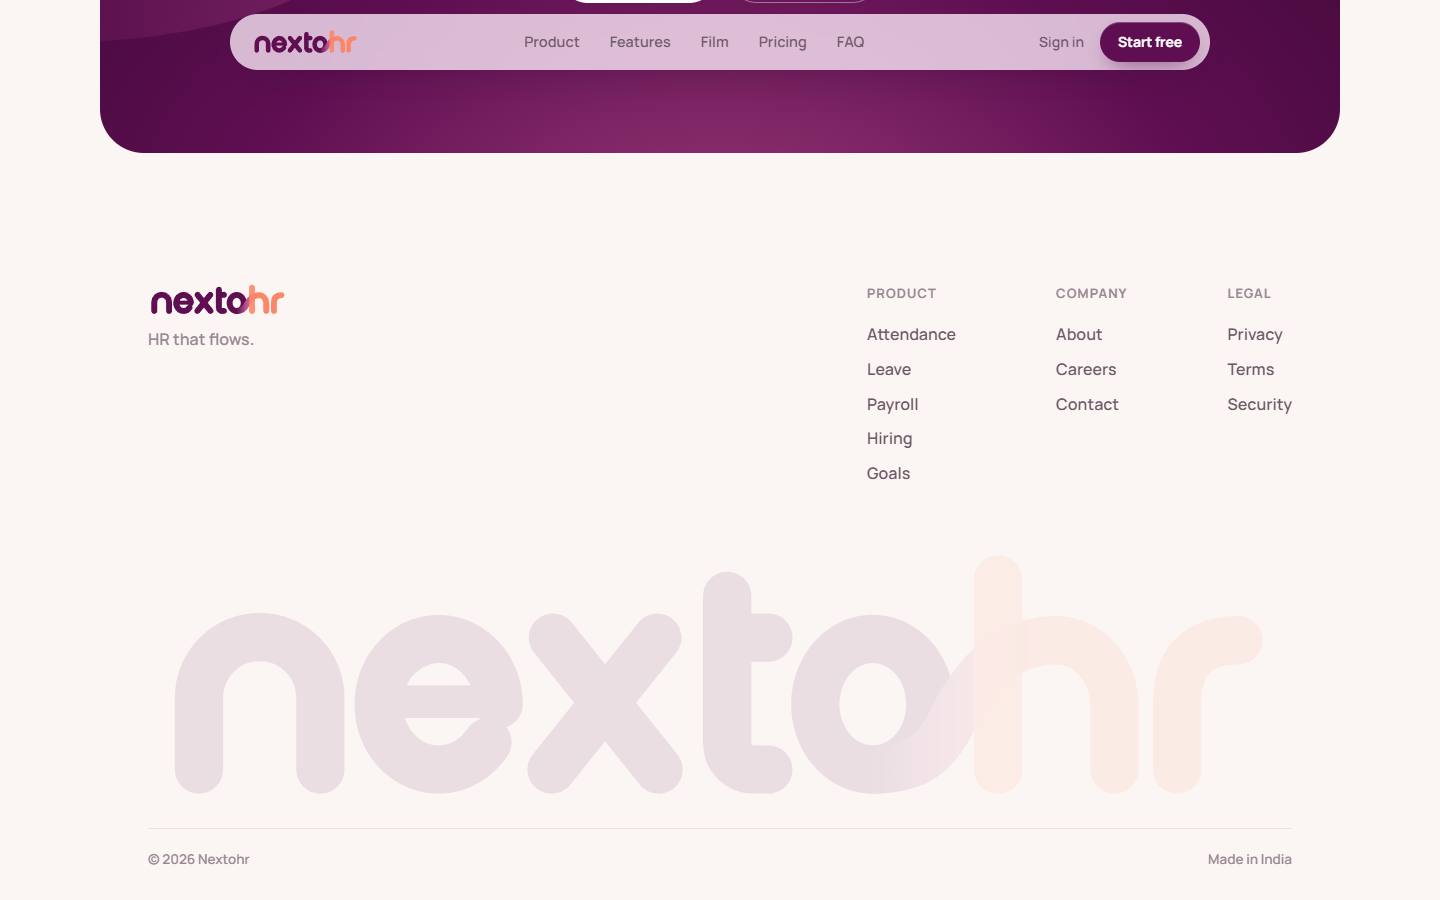 nextohr
Product Features Film Pricing FAQ
Sign in
Start free
nextohr
HR that flows.
PRODUCT
Attendance
Leave
Payroll
Hiring
Goals
COMPANY
About
Careers
Contact
LEGAL
Privacy
Terms
Security
nextohr
© 2026 Nextohr
Made in India